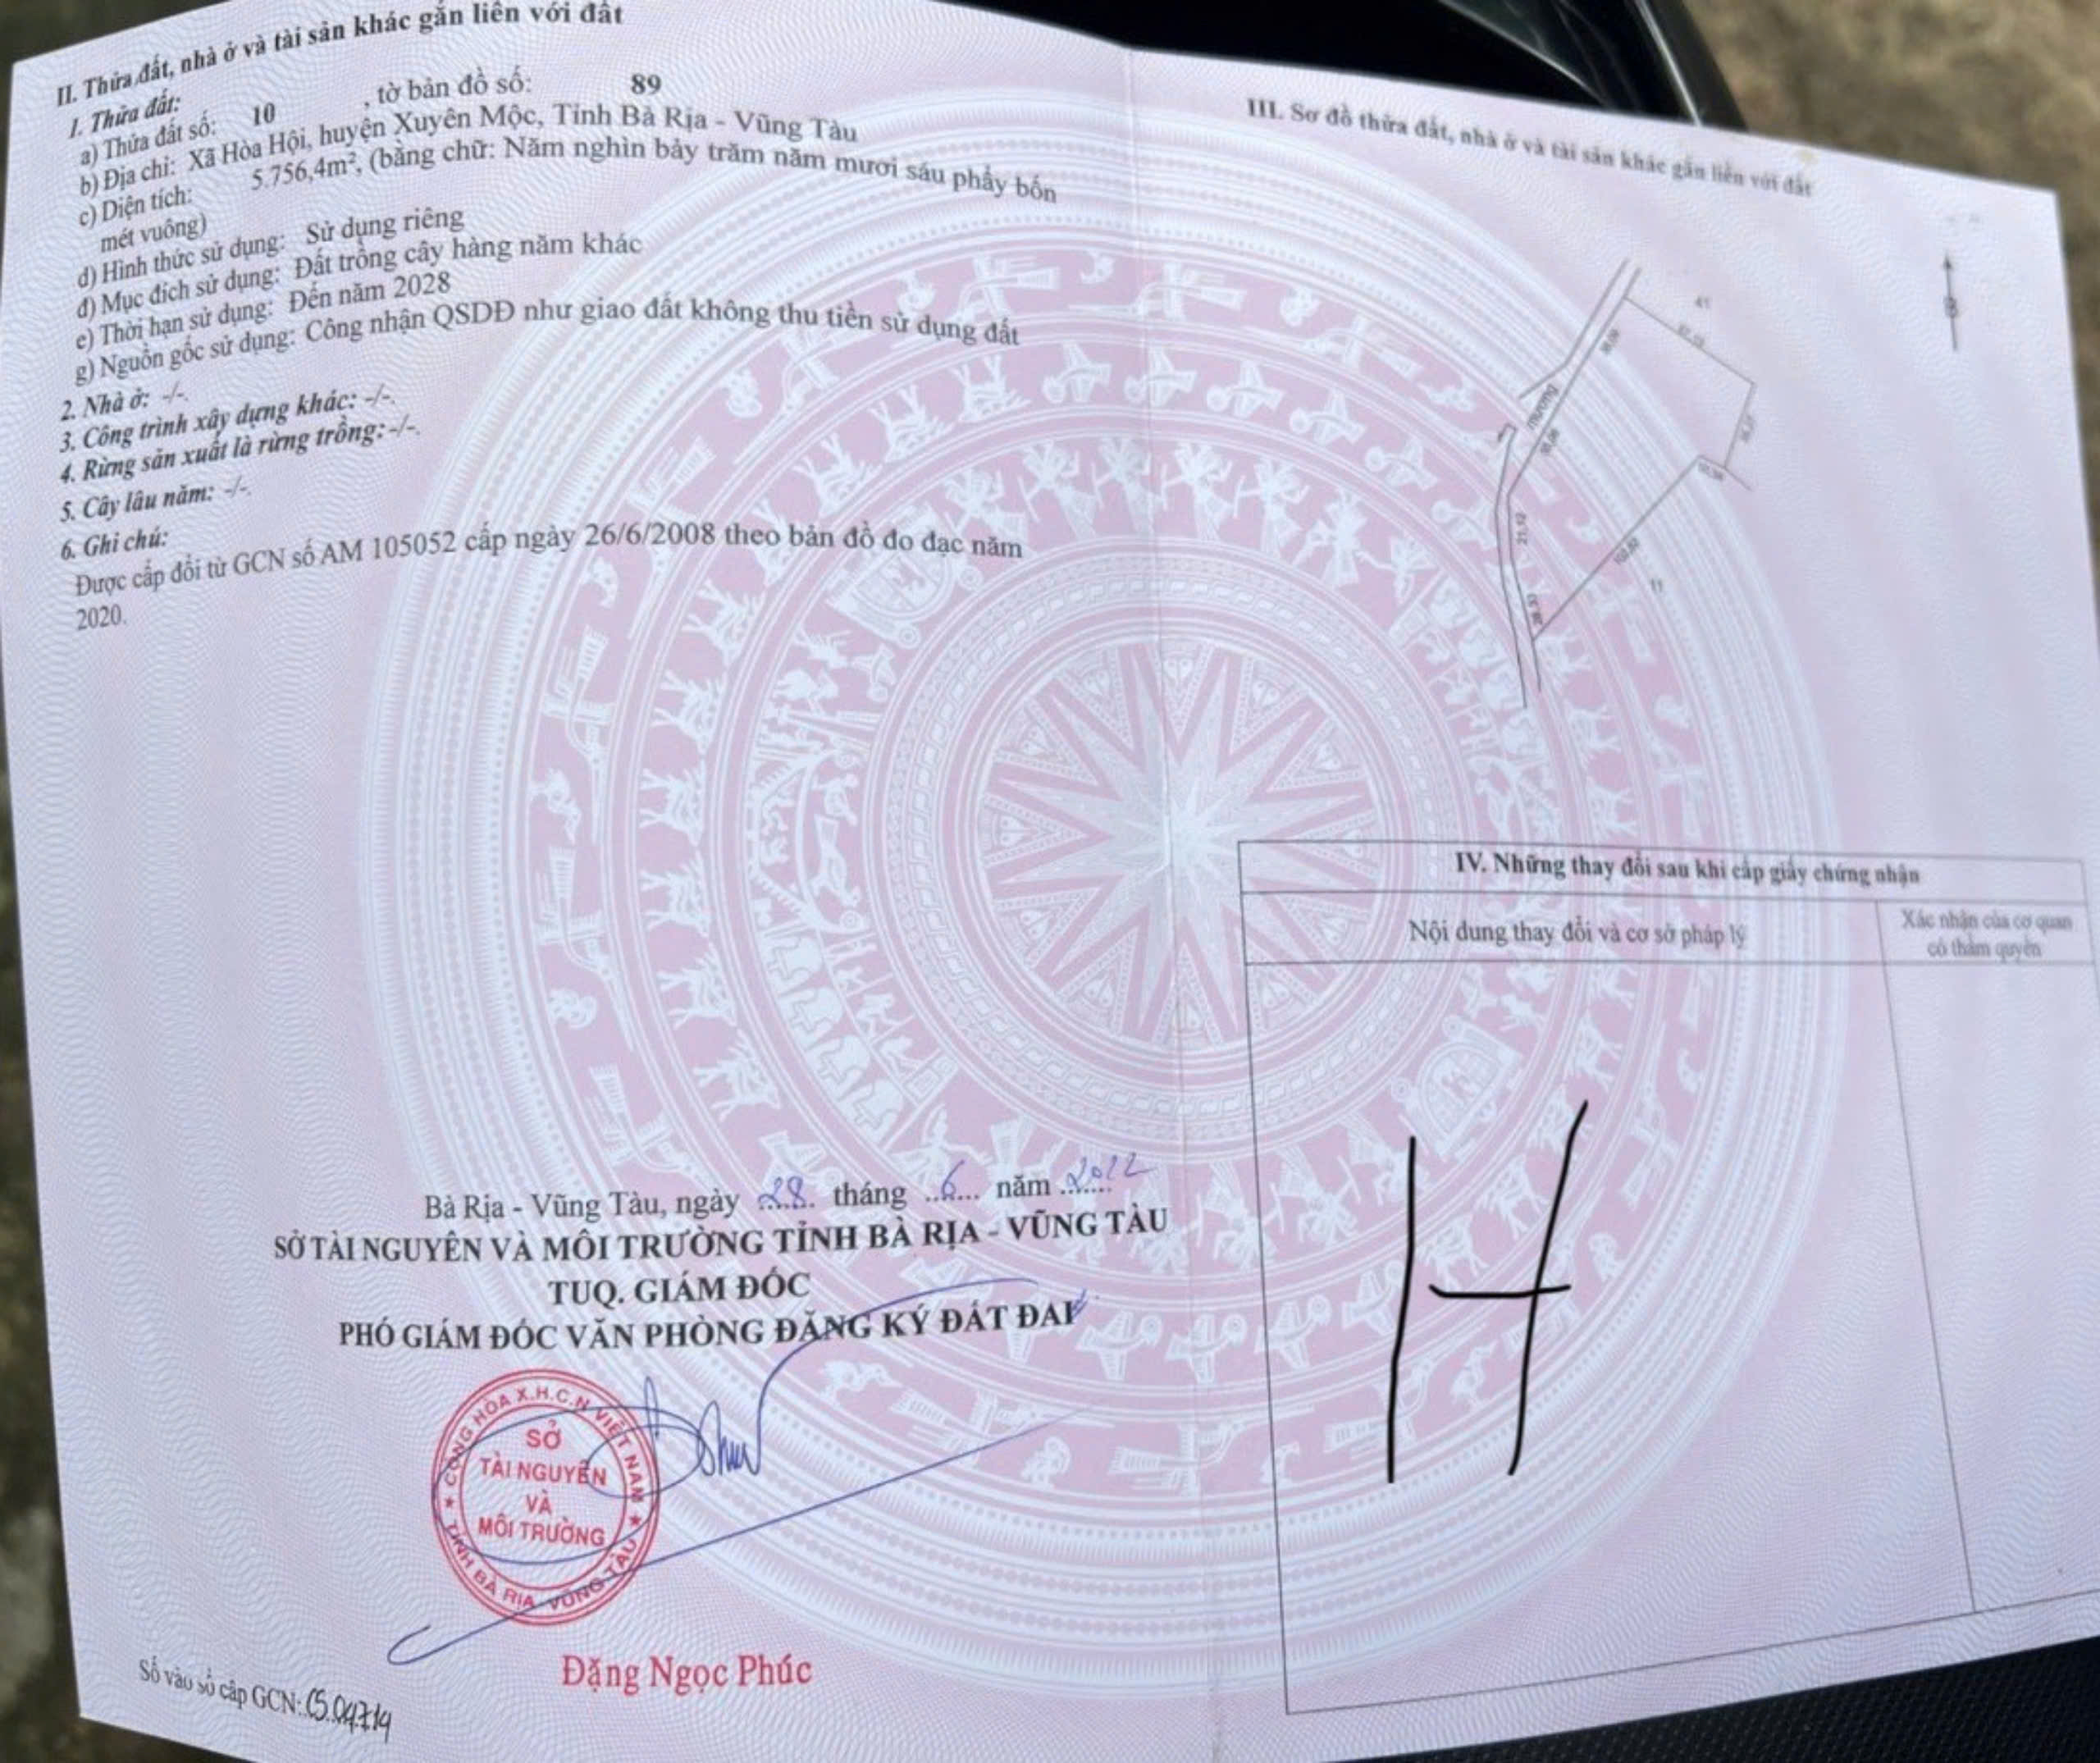 II. Thửa đất, nhà ở và tài sản khác gắn liền với đất
1. Thửa đất:
a) Thửa đất số: 10 , tờ bản đồ số: 89
b) Địa chỉ: Xã Hòa Hội, huyện Xuyên Mộc, Tỉnh Bà Rịa - Vũng Tàu
c) Diện tích: 5.756,4m², (bằng chữ: Năm nghìn bảy trăm năm mươi sáu phẩy bốn
mét vuông)
d) Hình thức sử dụng: Sử dụng riêng
đ) Mục đích sử dụng: Đất trồng cây hàng năm khác
e) Thời hạn sử dụng: Đến năm 2028
g) Nguồn gốc sử dụng: Công nhận QSDĐ như giao đất không thu tiền sử dụng đất
2. Nhà ở: -/-.
3. Công trình xây dựng khác: -/-.
4. Rừng sản xuất là rừng trồng: -/-.
5. Cây lâu năm: -/-.
6. Ghi chú:
Được cấp đổi từ GCN số AM 105052 cấp ngày 26/6/2008 theo bản đồ đo đạc năm
2020.
Bà Rịa - Vũng Tàu, ngày 28 tháng 6 năm 2022
SỞ TÀI NGUYÊN VÀ MÔI TRƯỜNG TỈNH BÀ RỊA - VŨNG TÀU
TUQ. GIÁM ĐỐC
PHÓ GIÁM ĐỐC VĂN PHÒNG ĐĂNG KÝ ĐẤT ĐAI
CỘNG HÒA X.H.C.N VIỆT NAM
SỞ
TÀI NGUYÊN
VÀ
MÔI TRƯỜNG
TỈNH BÀ RỊA VŨNG TÀU
Đặng Ngọc Phúc
Số vào sổ cấp GCN:
III. Sơ đồ thửa đất, nhà ở và tài sản khác gắn liền với đất
B
41
mương
21,12
11
IV. Những thay đổi sau khi cấp giấy chứng nhận
Nội dung thay đổi và cơ sở pháp lý
Xác nhận của cơ quan
có thẩm quyền
H